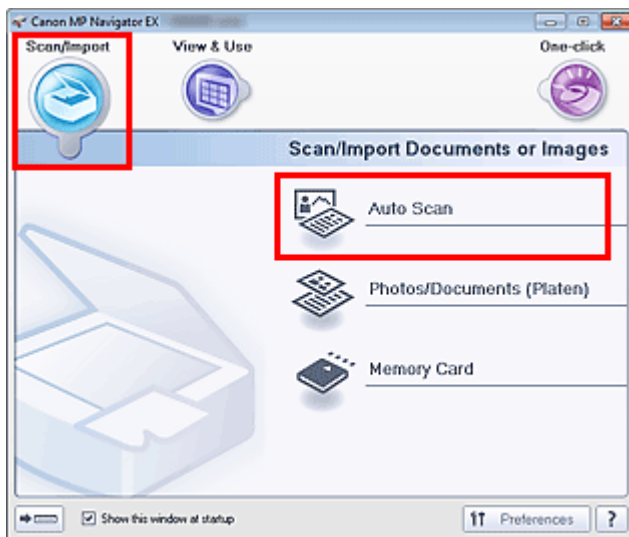 Canon MP Navigator EX
Scan/Import
View & Use
One-click
Scan/Import Documents or Images
Auto Scan
Photos/Documents (Platen)
Memory Card
Show this window at startup
Preferences
?